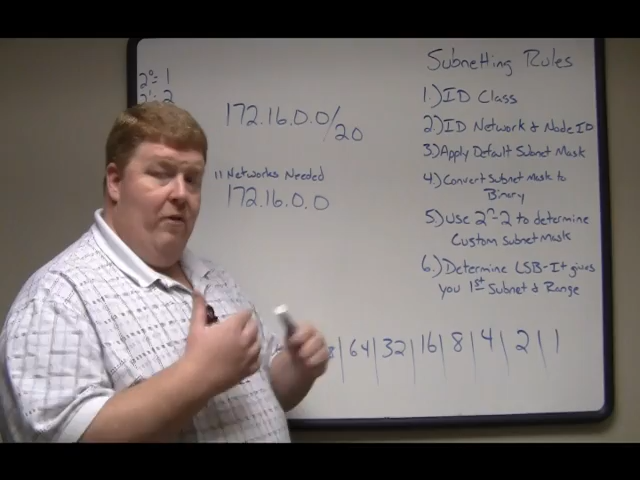 Subnetting Rules
2⁰=1
2¹=2
172.16.0.0/20
11 Networks Needed
172.16.0.0
1.) ID Class
2.) ID Network & Node ID
3.) Apply Default Subnet Mask
4.) Convert Subnet Mask to
Binary
5.) Use 2ⁿ-2 to determine
Custom subnet Mask
6.) Determine LSB-It gives
you 1st Subnet & Range
8 | 64 | 32 | 16 | 8 | 4 | 2 | 1